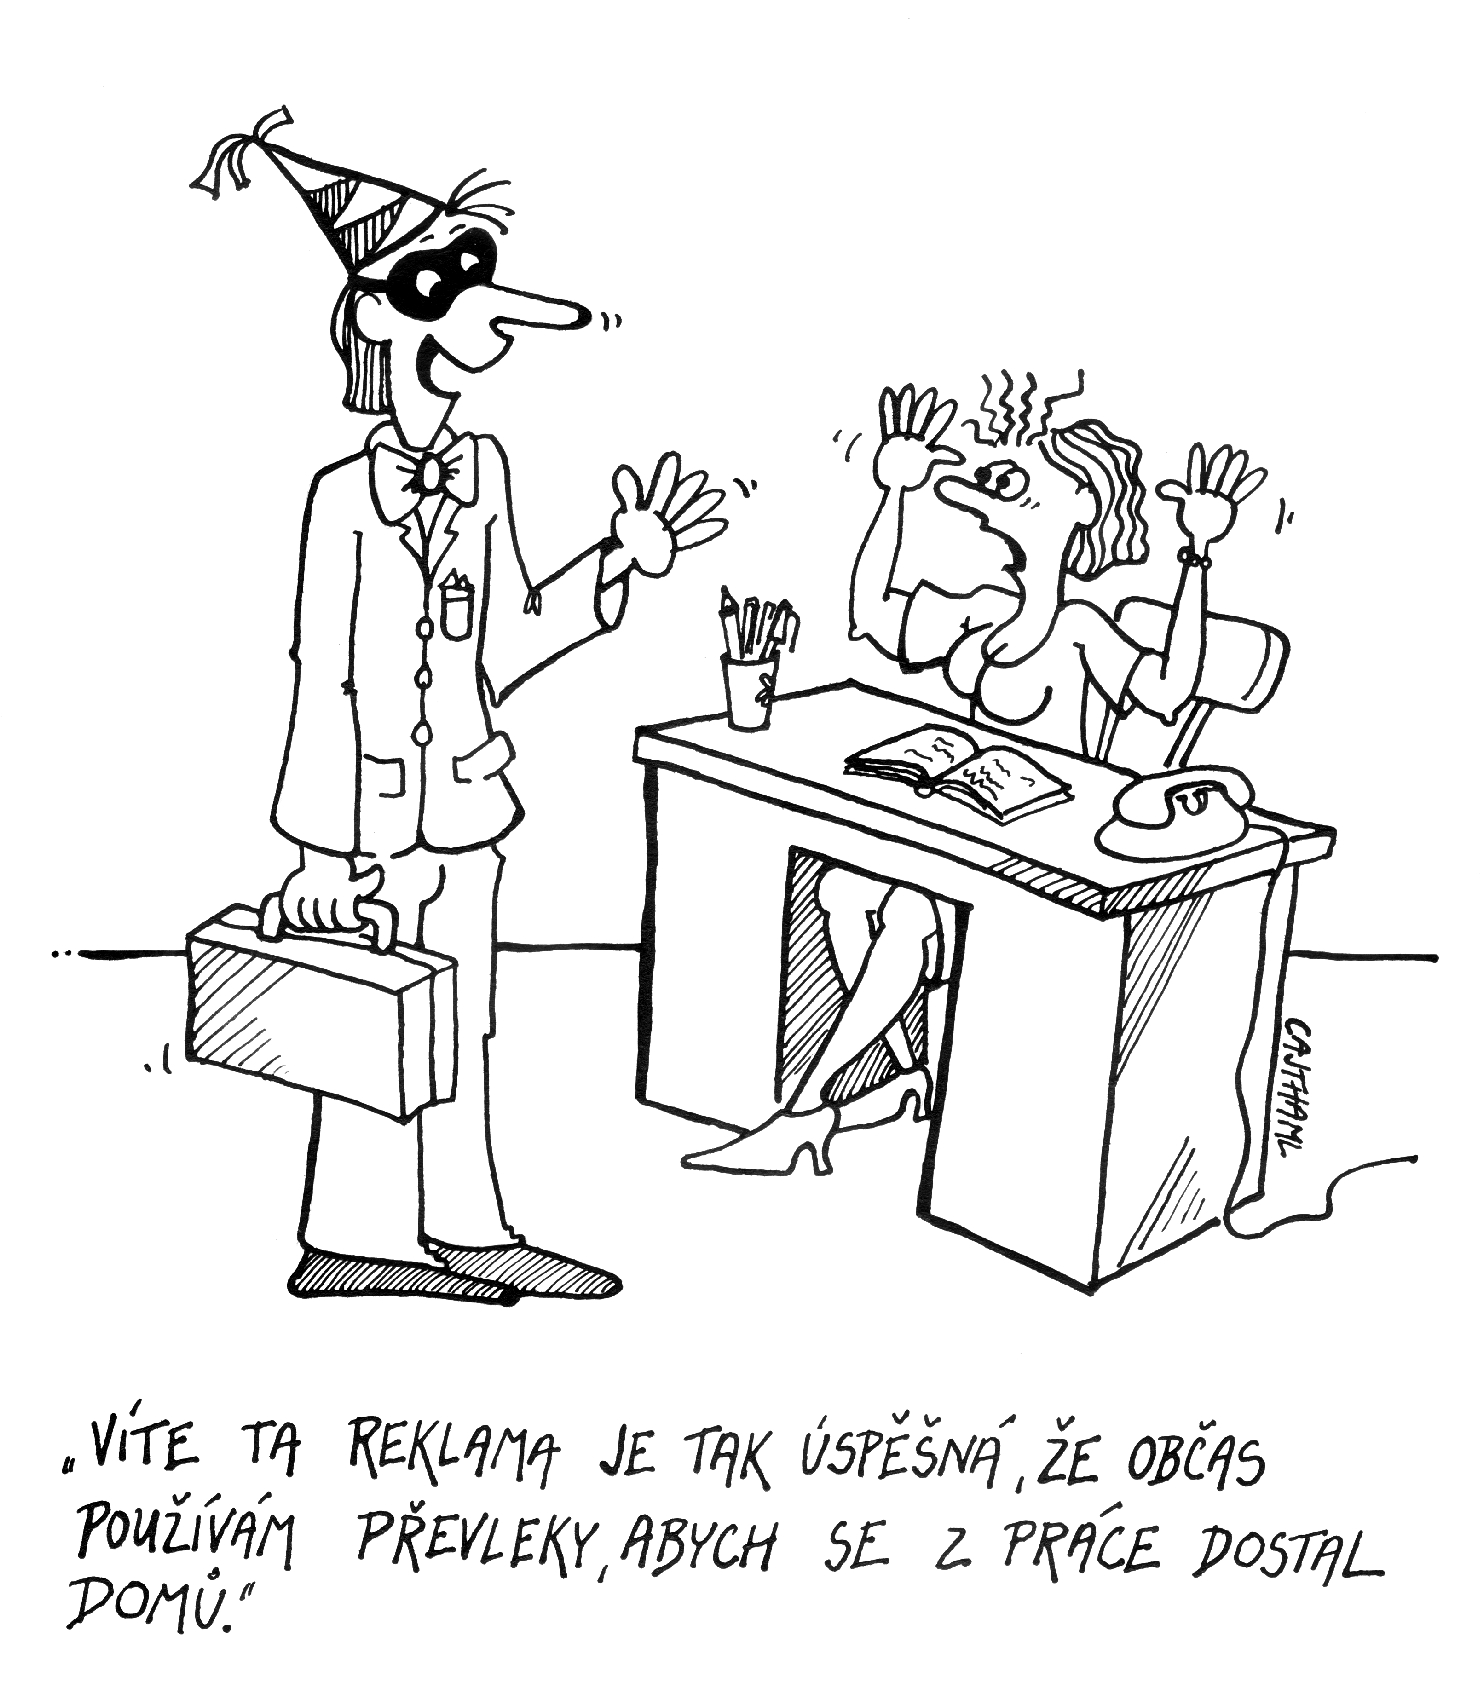 CAJTHAML
„VÍTE TA REKLAMA JE TAK ÚSPĚŠNÁ, ŽE OBČAS
POUŽÍVÁM PŘEVLEKY, ABYCH SE Z PRÁCE DOSTAL
DOMŮ.“